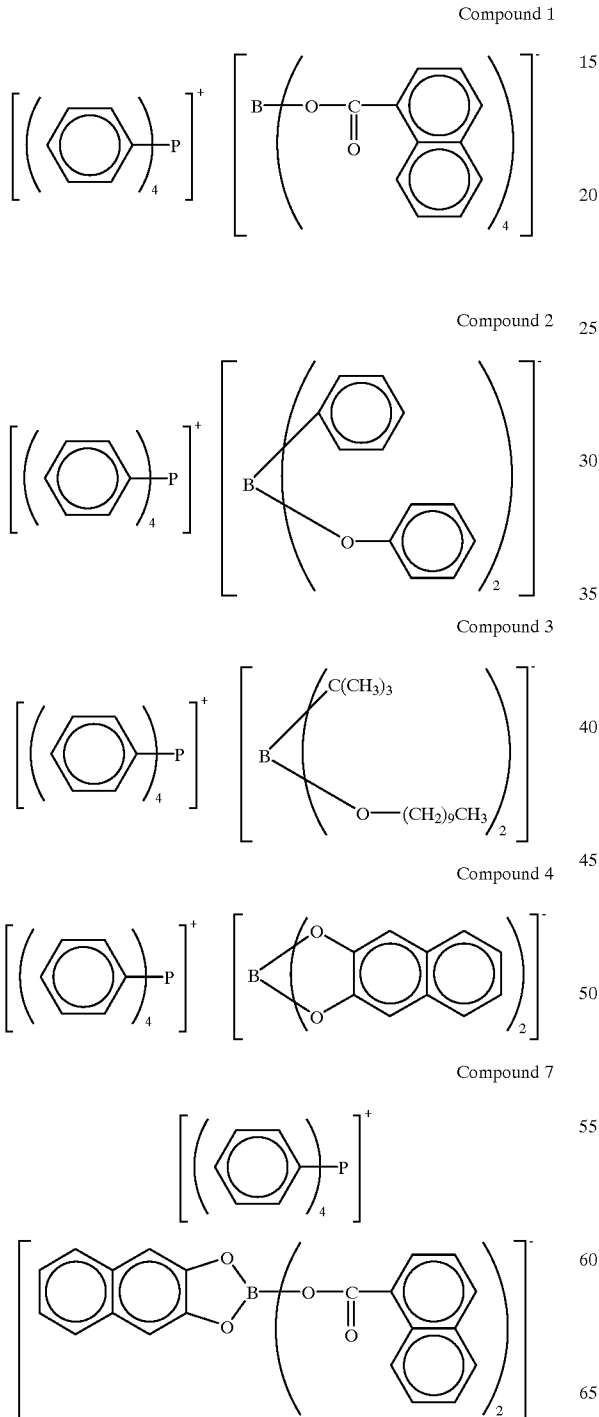 Compound 1
15
[( )4 P]+ [B O C O ( )4]-
20
Compound 2
25
[( )4 P]+ [B O ( )2]-
30
35
Compound 3
[( )4 P]+ [B C(CH3)3 O (CH2)9CH3 ( )2]-
40
45
Compound 4
[( )4 P]+ [B O O ( )2]-
50
Compound 7
55
[( )4 P]+
60
[O O B O C O ( )2]-
65